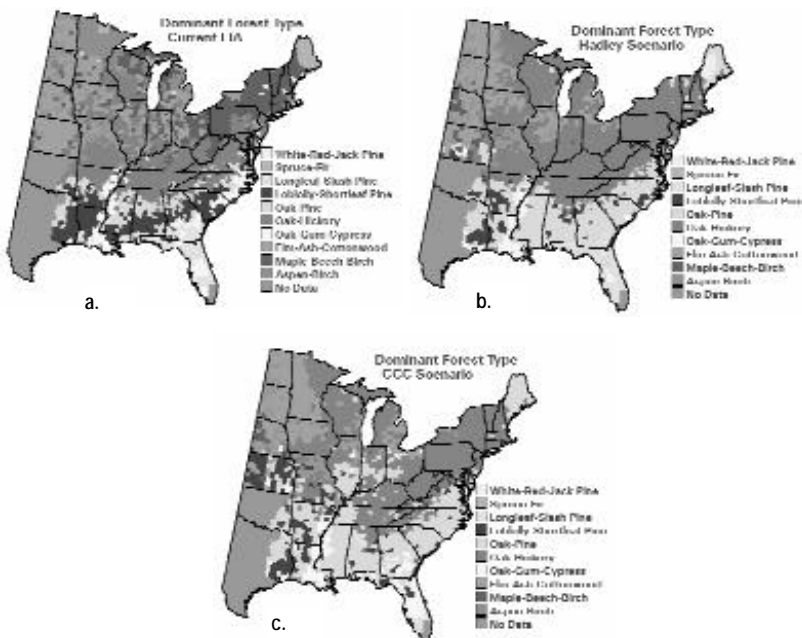 Dominant Forest Type
Current FIA
White-Red-Jack Pine
Spruce-Fir
Longleaf-Slash Pine
Loblolly-Shortleaf Pine
Oak-Pine
Oak-Hickory
Oak-Gum-Cypress
Elm-Ash-Cottonwood
Maple-Beech-Birch
Aspen-Birch
No Data
a.
Dominant Forest Type
Hadley Scenario
White-Red-Jack Pine
Spruce-Fir
Longleaf-Slash Pine
Loblolly-Shortleaf Pine
Oak-Pine
Oak-Hickory
Oak-Gum-Cypress
Elm-Ash-Cottonwood
Maple-Beech-Birch
Aspen-Birch
No Data
b.
Dominant Forest Type
CCC Scenario
White-Red-Jack Pine
Spruce-Fir
Longleaf-Slash Pine
Loblolly-Shortleaf Pine
Oak-Pine
Oak-Hickory
Oak-Gum-Cypress
Elm-Ash-Cottonwood
Maple-Beech-Birch
Aspen-Birch
No Data
c.